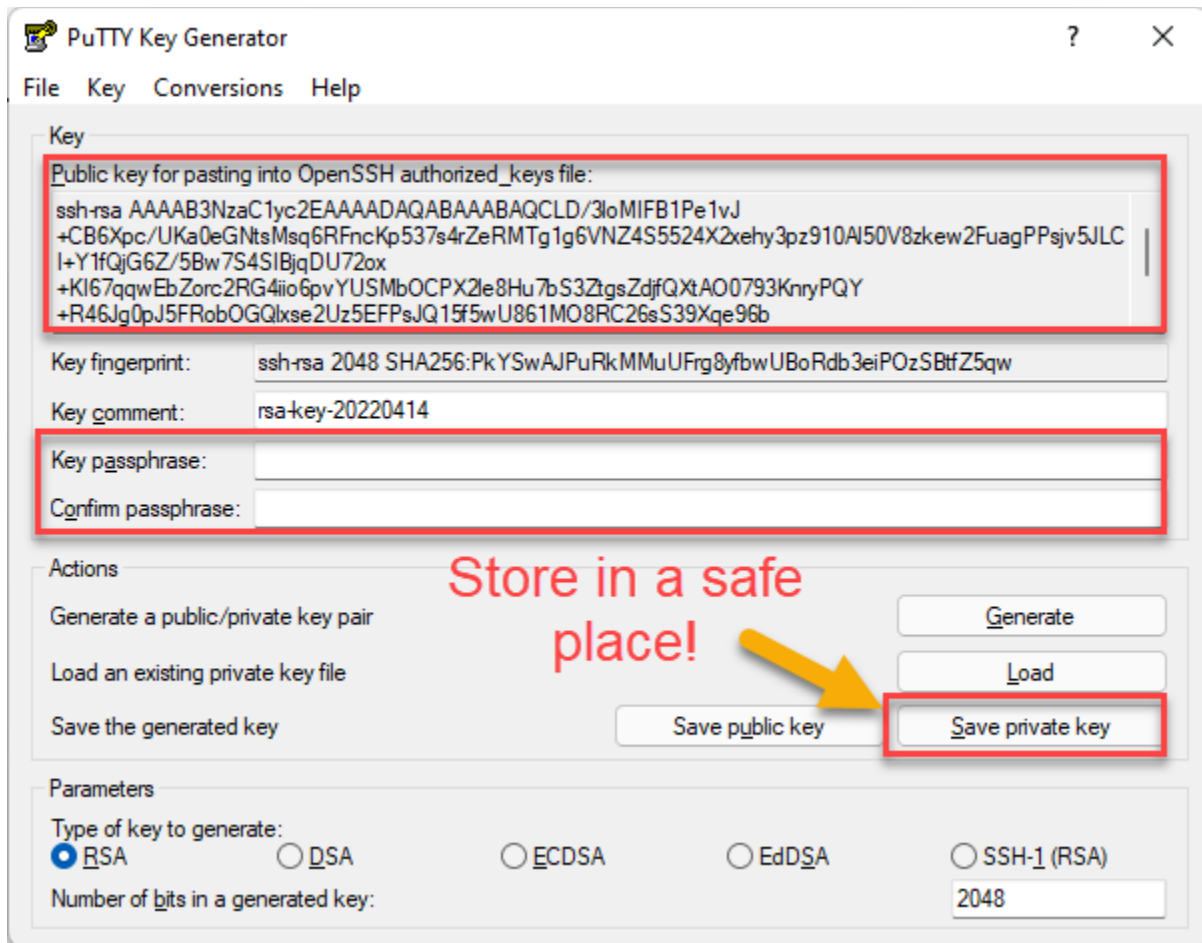 PuTTY Key Generator
?
File Key Conversions Help
Key
Public key for pasting into OpenSSH authorized_keys file:
ssh-rsa AAAAB3NzaC1yc2EAAAADAQABAAABAQCLD/3loMIFB1Pe1vJ
+CB6Xpc/UKa0eGNtsMsq6RFncKp537s4rZeRMTg1g6VNZ4S5524X2xehy3pz910AI50V8zkew2FuagPPsjv5JLC
I+Y1fQjG6Z/5Bw7S4SIBjqDU72ox
+KI67qqwEbZorc2RG4iio6pvYUSMbOCPX2Ie8Hu7bS3ZtgsZdjfQXtAO0793KnryPQY
+R46Jg0pJ5FRobOGQIxse2Uz5EFPsJQ15f5wU861MO8RC26sS39Xqe96b
Key fingerprint: ssh-rsa 2048 SHA256:PkYSwAJPuRkMMuUFrg8yfbwUBoRdb3eiPOzSBtfZ5qw
Key comment: rsa-key-20220414
Key passphrase:
Confirm passphrase:
Actions
Store in a safe
place!
Generate a public/private key pair Generate
Load an existing private key file Load
Save the generated key Save public key Save private key
Parameters
Type of key to generate:
RSA DSA ECDSA EdDSA SSH-1 (RSA)
Number of bits in a generated key: 2048